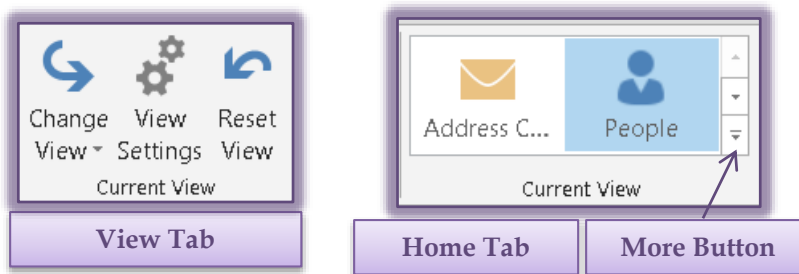 Change View Reset
View Settings View
Current View
View Tab
Address C... People
Current View
Home Tab More Button